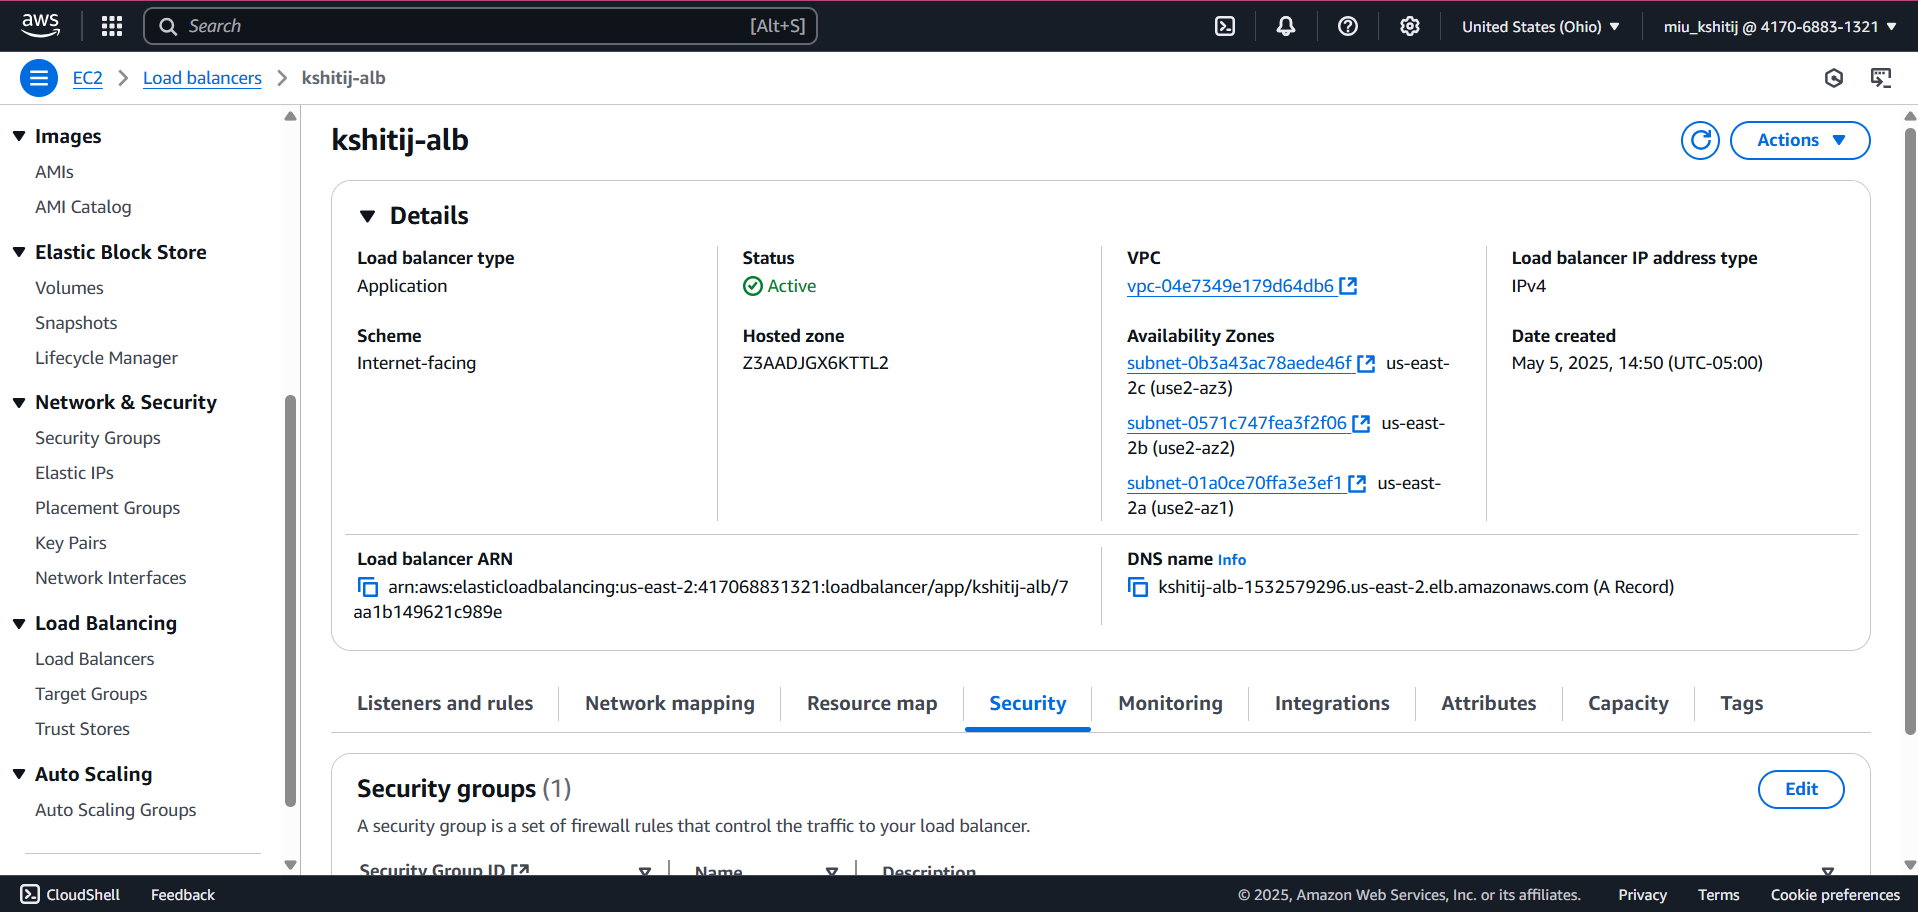 aws
Search
[Alt+S]
United States (Ohio)
miu_kshitij @ 4170-6883-1321
EC2
Load balancers
kshitij-alb
Images
AMIs
AMI Catalog
Elastic Block Store
Volumes
Snapshots
Lifecycle Manager
Network & Security
Security Groups
Elastic IPs
Placement Groups
Key Pairs
Network Interfaces
Load Balancing
Load Balancers
Target Groups
Trust Stores
Auto Scaling
Auto Scaling Groups
kshitij-alb
Actions
Details
Load balancer type
Application
Scheme
Internet-facing
Status
Active
Hosted zone
Z3AADJGX6KTTL2
VPC
vpc-04e7349e179d64db6
Availability Zones
subnet-0b3a43ac78aede46f us-east-
2c (use2-az3)
subnet-0571c747fea3f2f06 us-east-
2b (use2-az2)
subnet-01a0ce70ffa3e3ef1 us-east-
2a (use2-az1)
Load balancer IP address type
IPv4
Date created
May 5, 2025, 14:50 (UTC-05:00)
Load balancer ARN
arn:aws:elasticloadbalancing:us-east-2:417068831321:loadbalancer/app/kshitij-alb/7
aa1b149621c989e
DNS name Info
kshitij-alb-1532579296.us-east-2.elb.amazonaws.com (A Record)
Listeners and rules
Network mapping
Resource map
Security
Monitoring
Integrations
Attributes
Capacity
Tags
Security groups (1)
Edit
A security group is a set of firewall rules that control the traffic to your load balancer.
Security Group ID
Name
Description
CloudShell
Feedback
© 2025, Amazon Web Services, Inc. or its affiliates.
Privacy
Terms
Cookie preferences